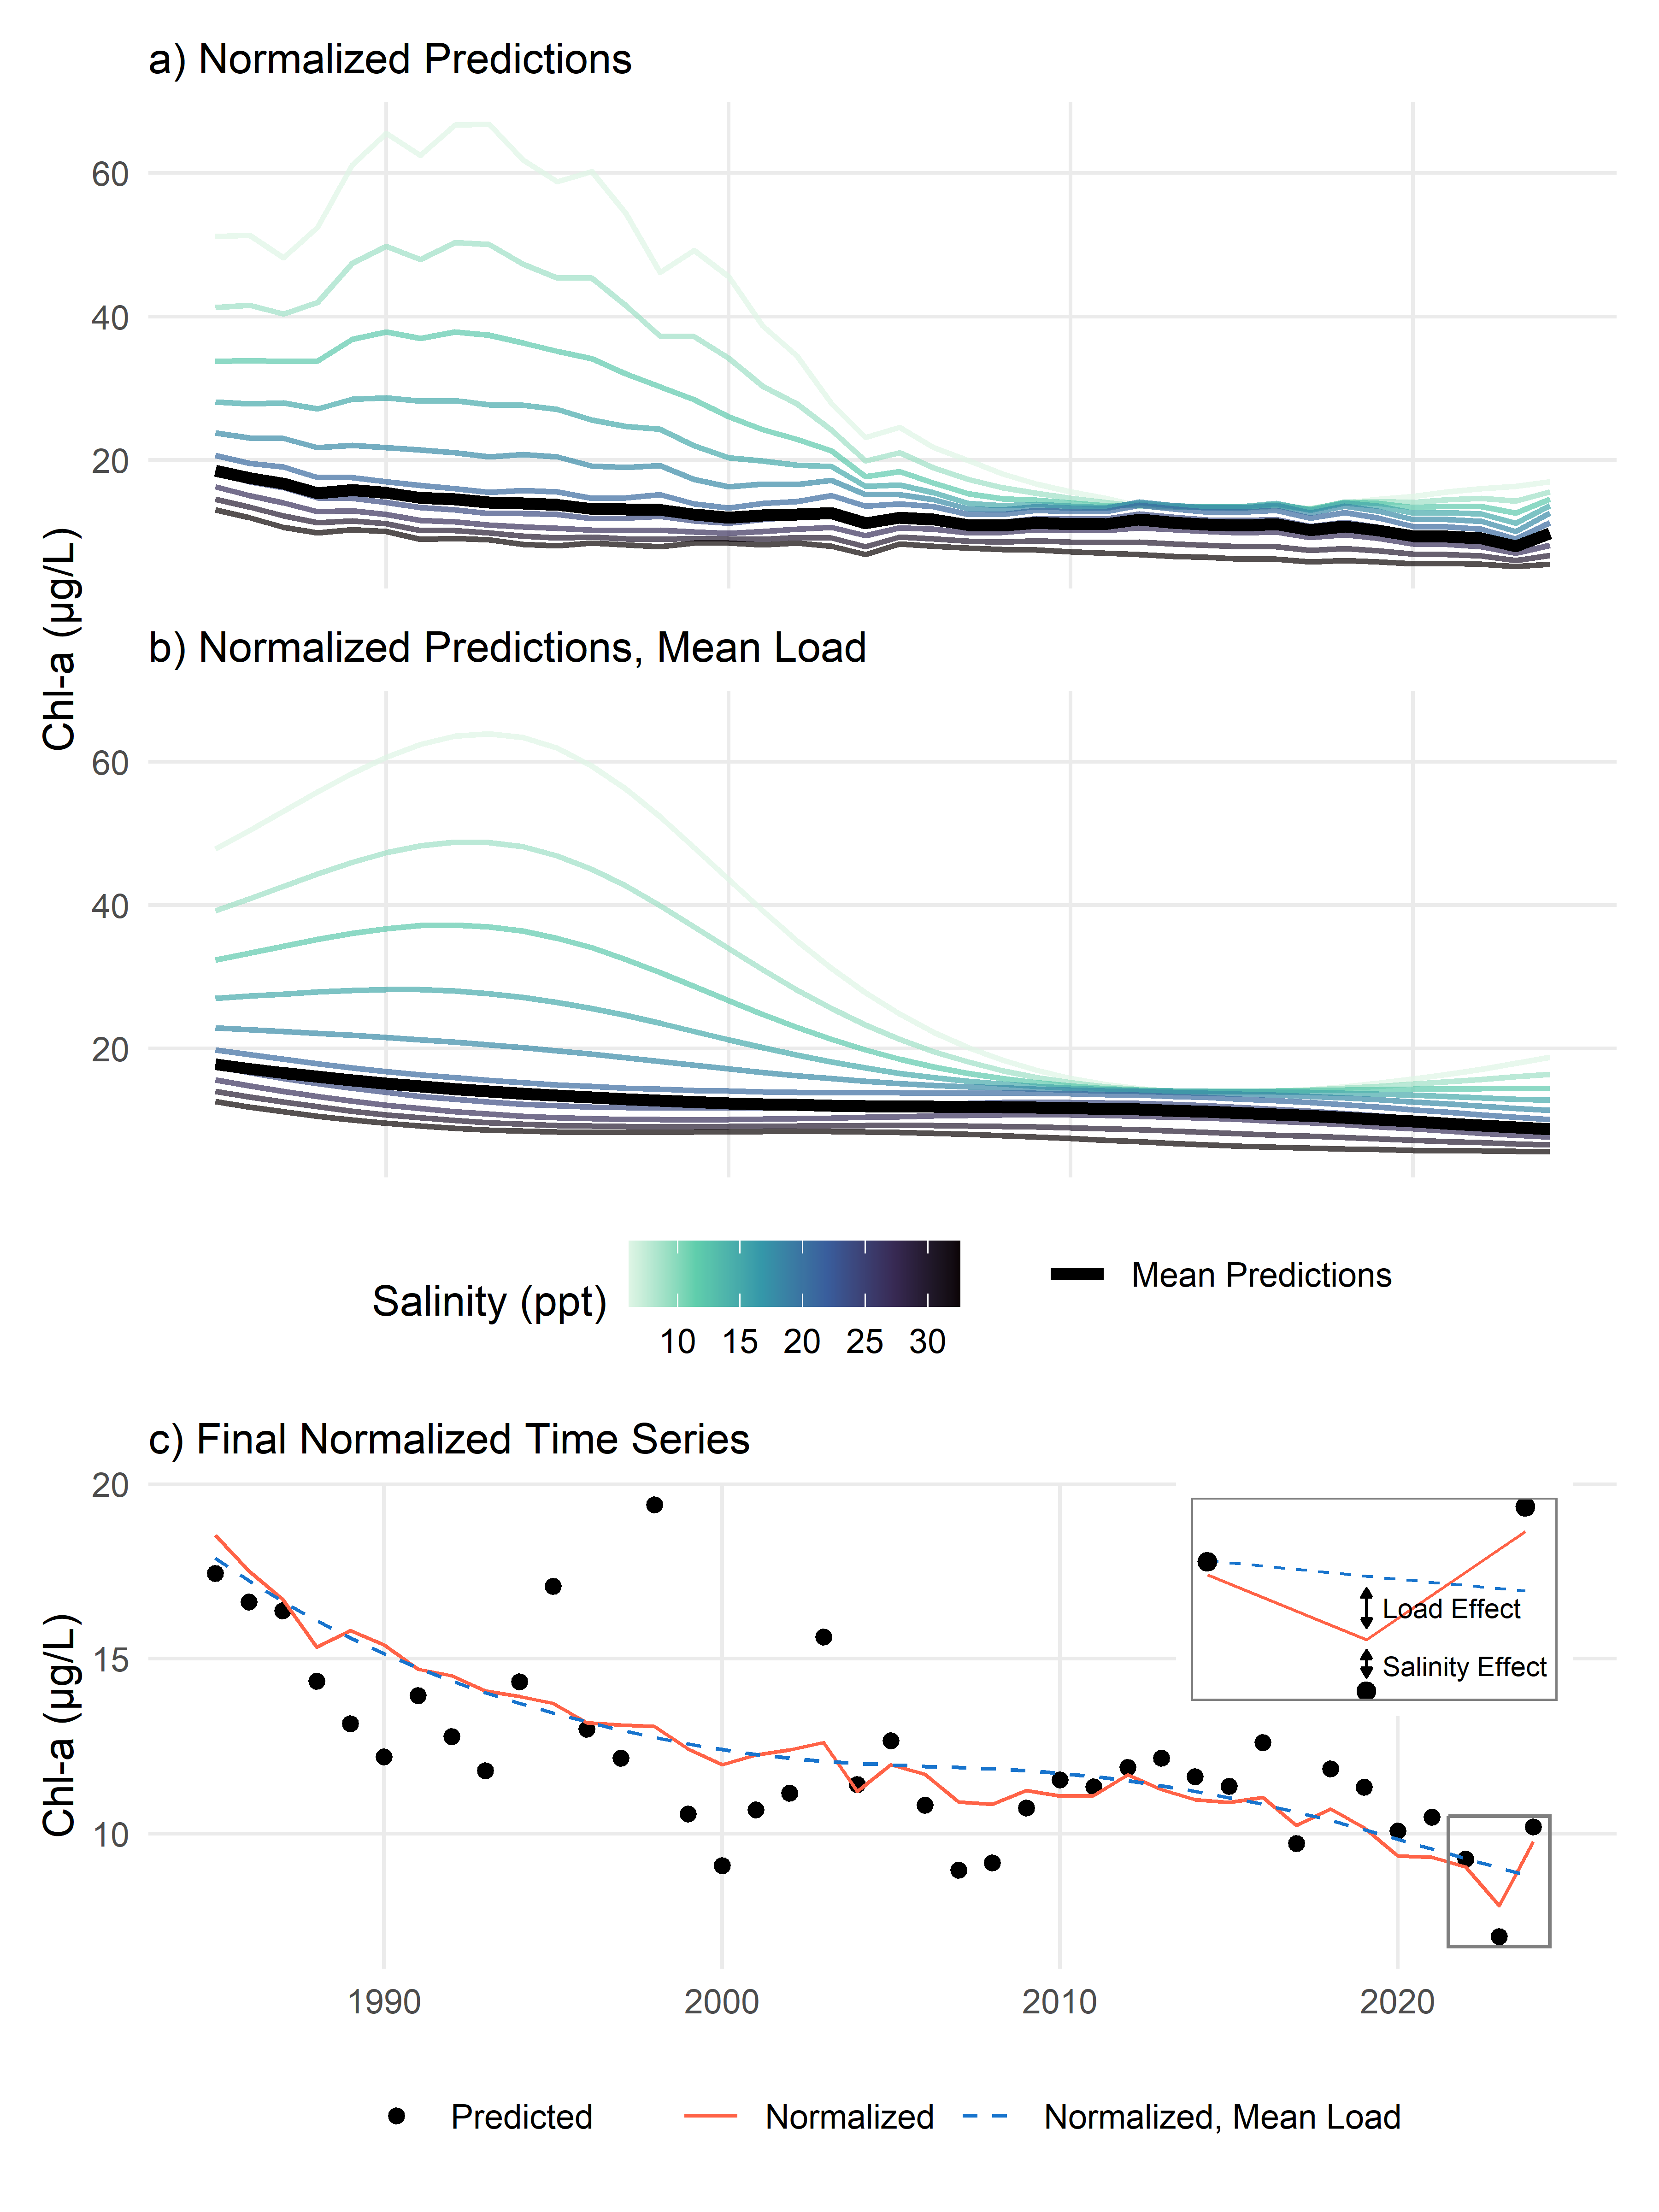 a) Normalized Predictions
60
40
20
Chl-a (µg/L)
b) Normalized Predictions, Mean Load
60
40
20
Salinity (ppt)
10 15 20 25 30
Mean Predictions
c) Final Normalized Time Series
20
15
10
Chl-a (µg/L)
Load Effect
Salinity Effect
1990 2000 2010 2020
Predicted Normalized Normalized, Mean Load